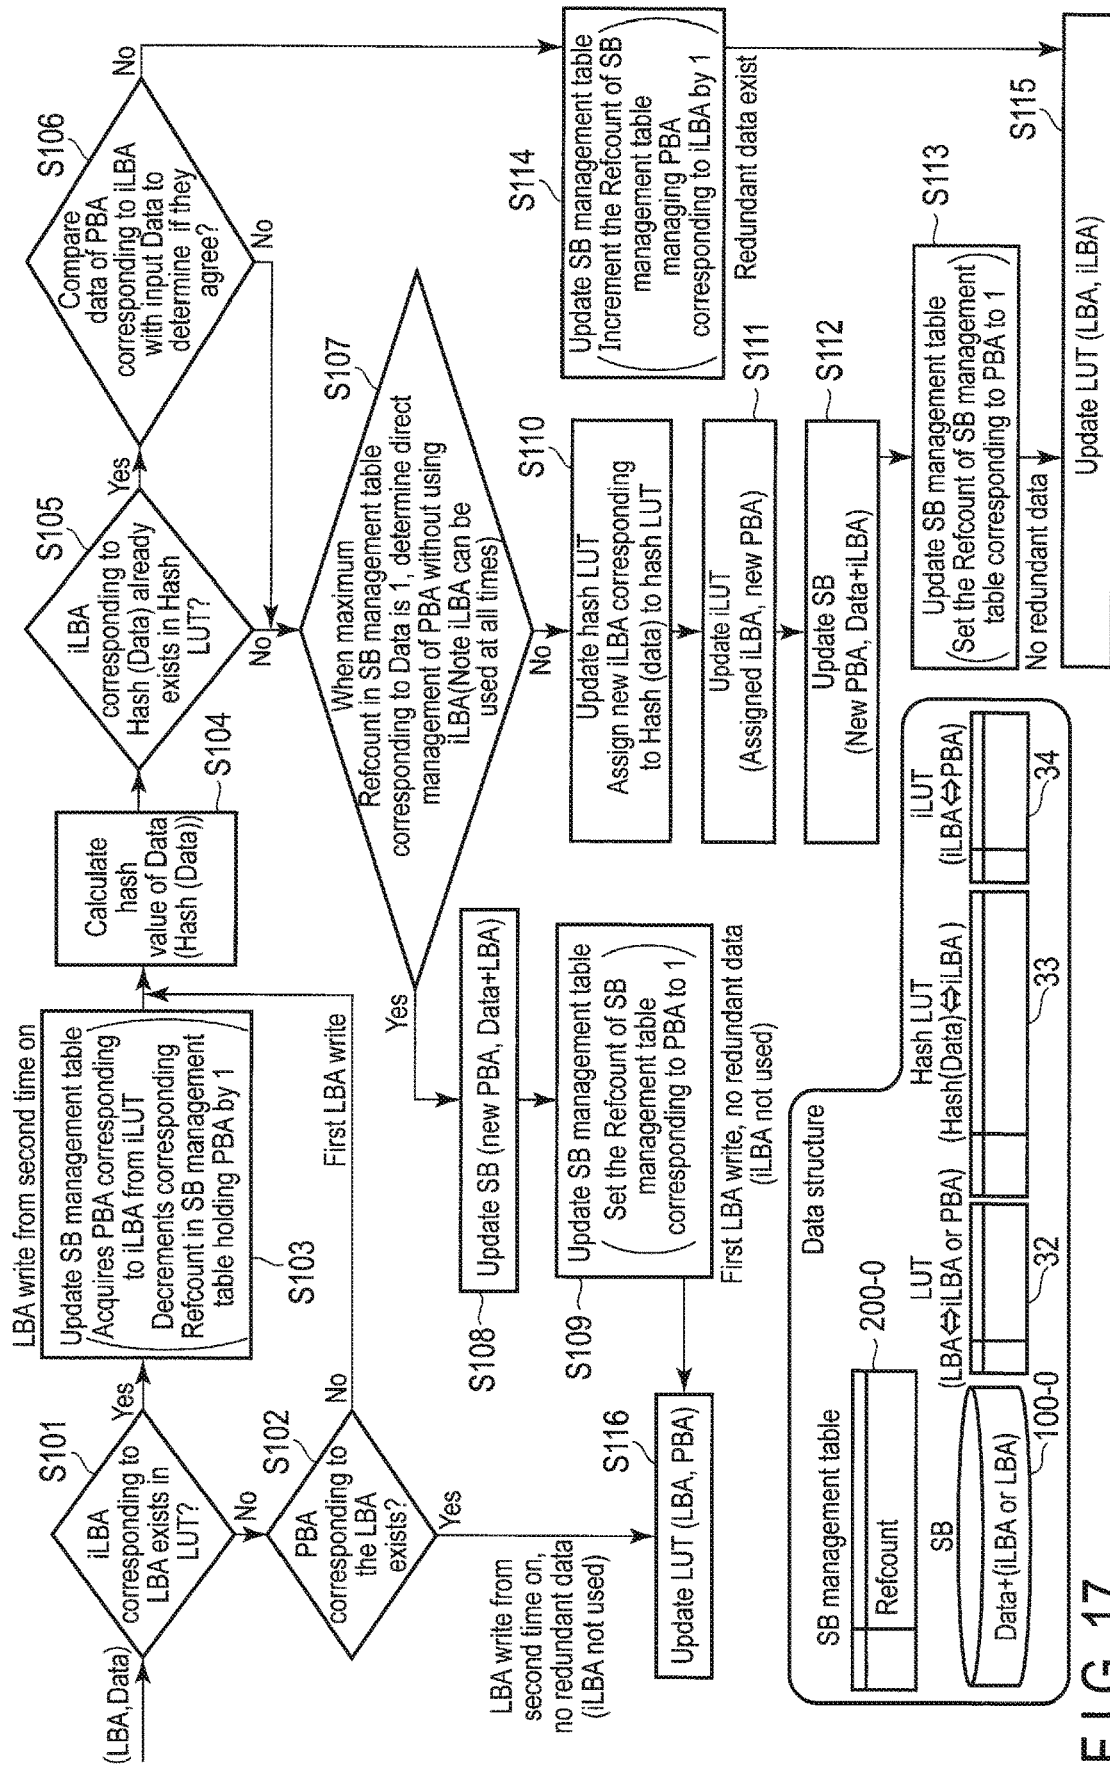 (LBA,Data)
S101
iLBA
corresponding to
LBA exists in
LUT?
Yes
No
S102
PBA
corresponding to
the LBA
exists?
No
Yes
First LBA write
LBA write from
second time on,
no redundant data
(iLBA not used)
LBA write from second time on
Update SB management table
Acquires PBA corresponding
to iLBA from iLUT
Decrements corresponding
Refcount in SB management
table holding PBA by 1
S103
Calculate
hash
value of Data
(Hash (Data))
S104
S105
iLBA
corresponding to
Hash (Data) already
exists in Hash
LUT?
Yes
No
S106
Compare
data of PBA
corresponding to iLBA
with input Data to
determine if they
agree?
No
No
S107
When maximum
Refcount in SB management table
corresponding to Data is 1, determine direct
management of PBA without using
iLBA(Note iLBA can be
used at all times)
Yes
No
Update SB (new PBA, Data+LBA)
S108
Update SB management table
(Set the Refcount of SB
management table
corresponding to PBA to 1)
S109
First LBA write, no redundant data
(iLBA not used)
S116
Update LUT (LBA, PBA)
S110
Update hash LUT
Assign new iLBA corresponding
to Hash (data) to hash LUT
S111
Update iLUT
(Assigned iLBA, new PBA)
S112
Update SB
(New PBA, Data+iLBA)
S113
Update SB management table
(Set the Refcount of SB management
table corresponding to PBA to 1)
No redundant data
S114
Update SB management table
(Increment the Refcount of SB
management table
managing PBA
corresponding to iLBA by 1)
Redundant data exist
S115
Update LUT (LBA, iLBA)
Data structure
SB management table
Refcount
200-0
SB
Data+(iLBA or LBA)
100-0
LUT
(LBA⇔iLBA or PBA)
32
Hash LUT
(Hash(Data)⇔iLBA)
33
iLUT
(iLBA⇔PBA)
34
FIG. 17